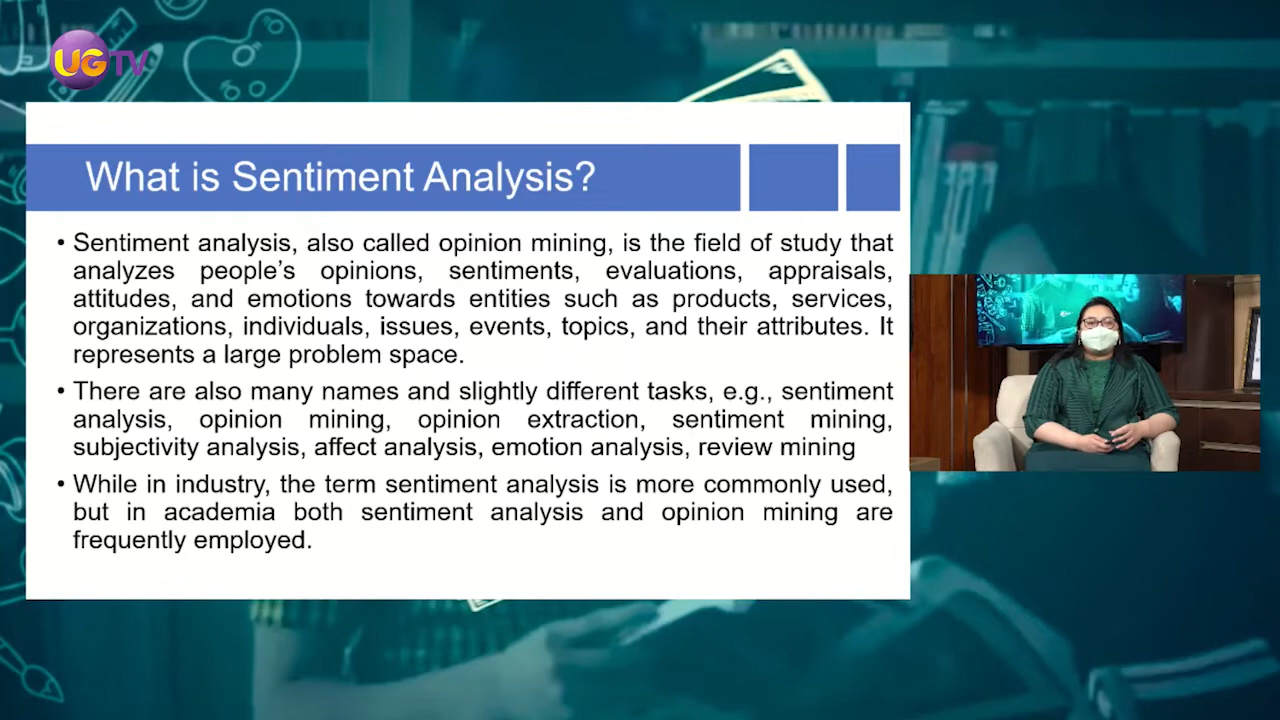 UGTV
What is Sentiment Analysis?
• Sentiment analysis, also called opinion mining, is the field of study that
analyzes people’s opinions, sentiments, evaluations, appraisals,
attitudes, and emotions towards entities such as products, services,
organizations, individuals, issues, events, topics, and their attributes. It
represents a large problem space.
• There are also many names and slightly different tasks, e.g., sentiment
analysis, opinion mining, opinion extraction, sentiment mining,
subjectivity analysis, affect analysis, emotion analysis, review mining
• While in industry, the term sentiment analysis is more commonly used,
but in academia both sentiment analysis and opinion mining are
frequently employed.